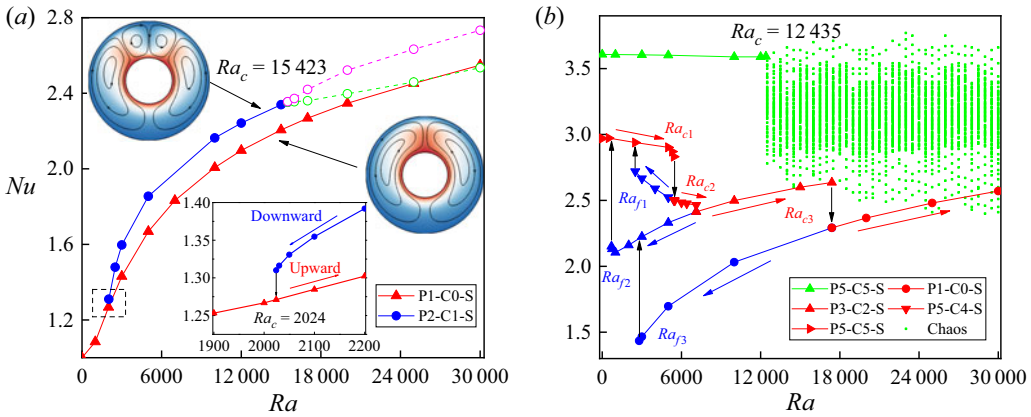 (a)
2.8
2.4
2.0
1.6
1.2
Nu
0
6000
12 000
18 000
24 000
30 000
Ra
Ra_c = 15 423
1.40
1.35
1.30
1.25
1900
2000
2100
2200
Downward
Upward
Ra_c = 2024
P1-C0-S
P2-C1-S
(b)
3.5
3.0
2.5
2.0
1.5
0
6000
12 000
18 000
24 000
30 000
Ra
Ra_c = 12 435
Ra_c1
Ra_c2
Ra_c3
Ra_f1
Ra_f2
Ra_f3
P5-C5-S
P1-C0-S
P3-C2-S
P5-C4-S
P5-C5-S
Chaos